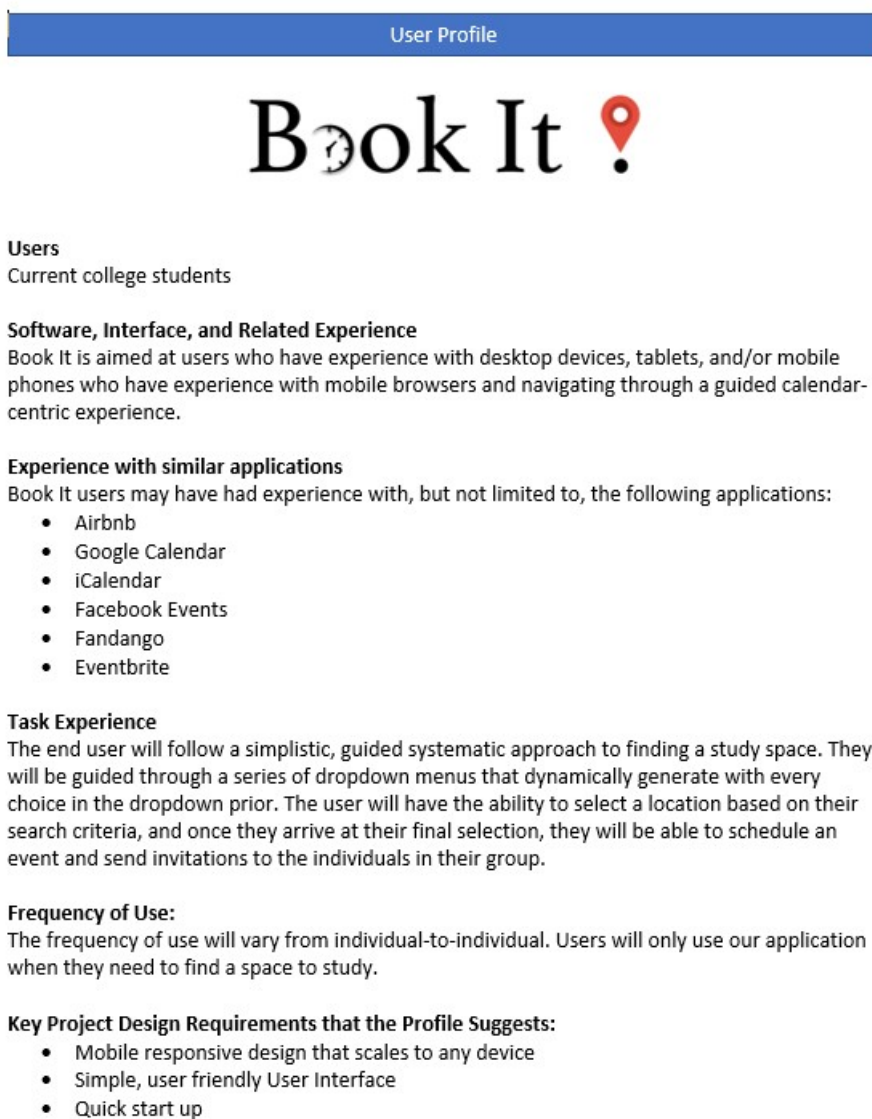 User Profile
Book It
Users
Current college students
Software, Interface, and Related Experience
Book It is aimed at users who have experience with desktop devices, tablets, and/or mobile
phones who have experience with mobile browsers and navigating through a guided calendar-
centric experience.
Experience with similar applications
Book It users may have had experience with, but not limited to, the following applications:
• Airbnb
• Google Calendar
• iCalendar
• Facebook Events
• Fandango
• Eventbrite
Task Experience
The end user will follow a simplistic, guided systematic approach to finding a study space. They
will be guided through a series of dropdown menus that dynamically generate with every
choice in the dropdown prior. The user will have the ability to select a location based on their
search criteria, and once they arrive at their final selection, they will be able to schedule an
event and send invitations to the individuals in their group.
Frequency of Use:
The frequency of use will vary from individual-to-individual. Users will only use our application
when they need to find a space to study.
Key Project Design Requirements that the Profile Suggests:
• Mobile responsive design that scales to any device
• Simple, user friendly User Interface
• Quick start up